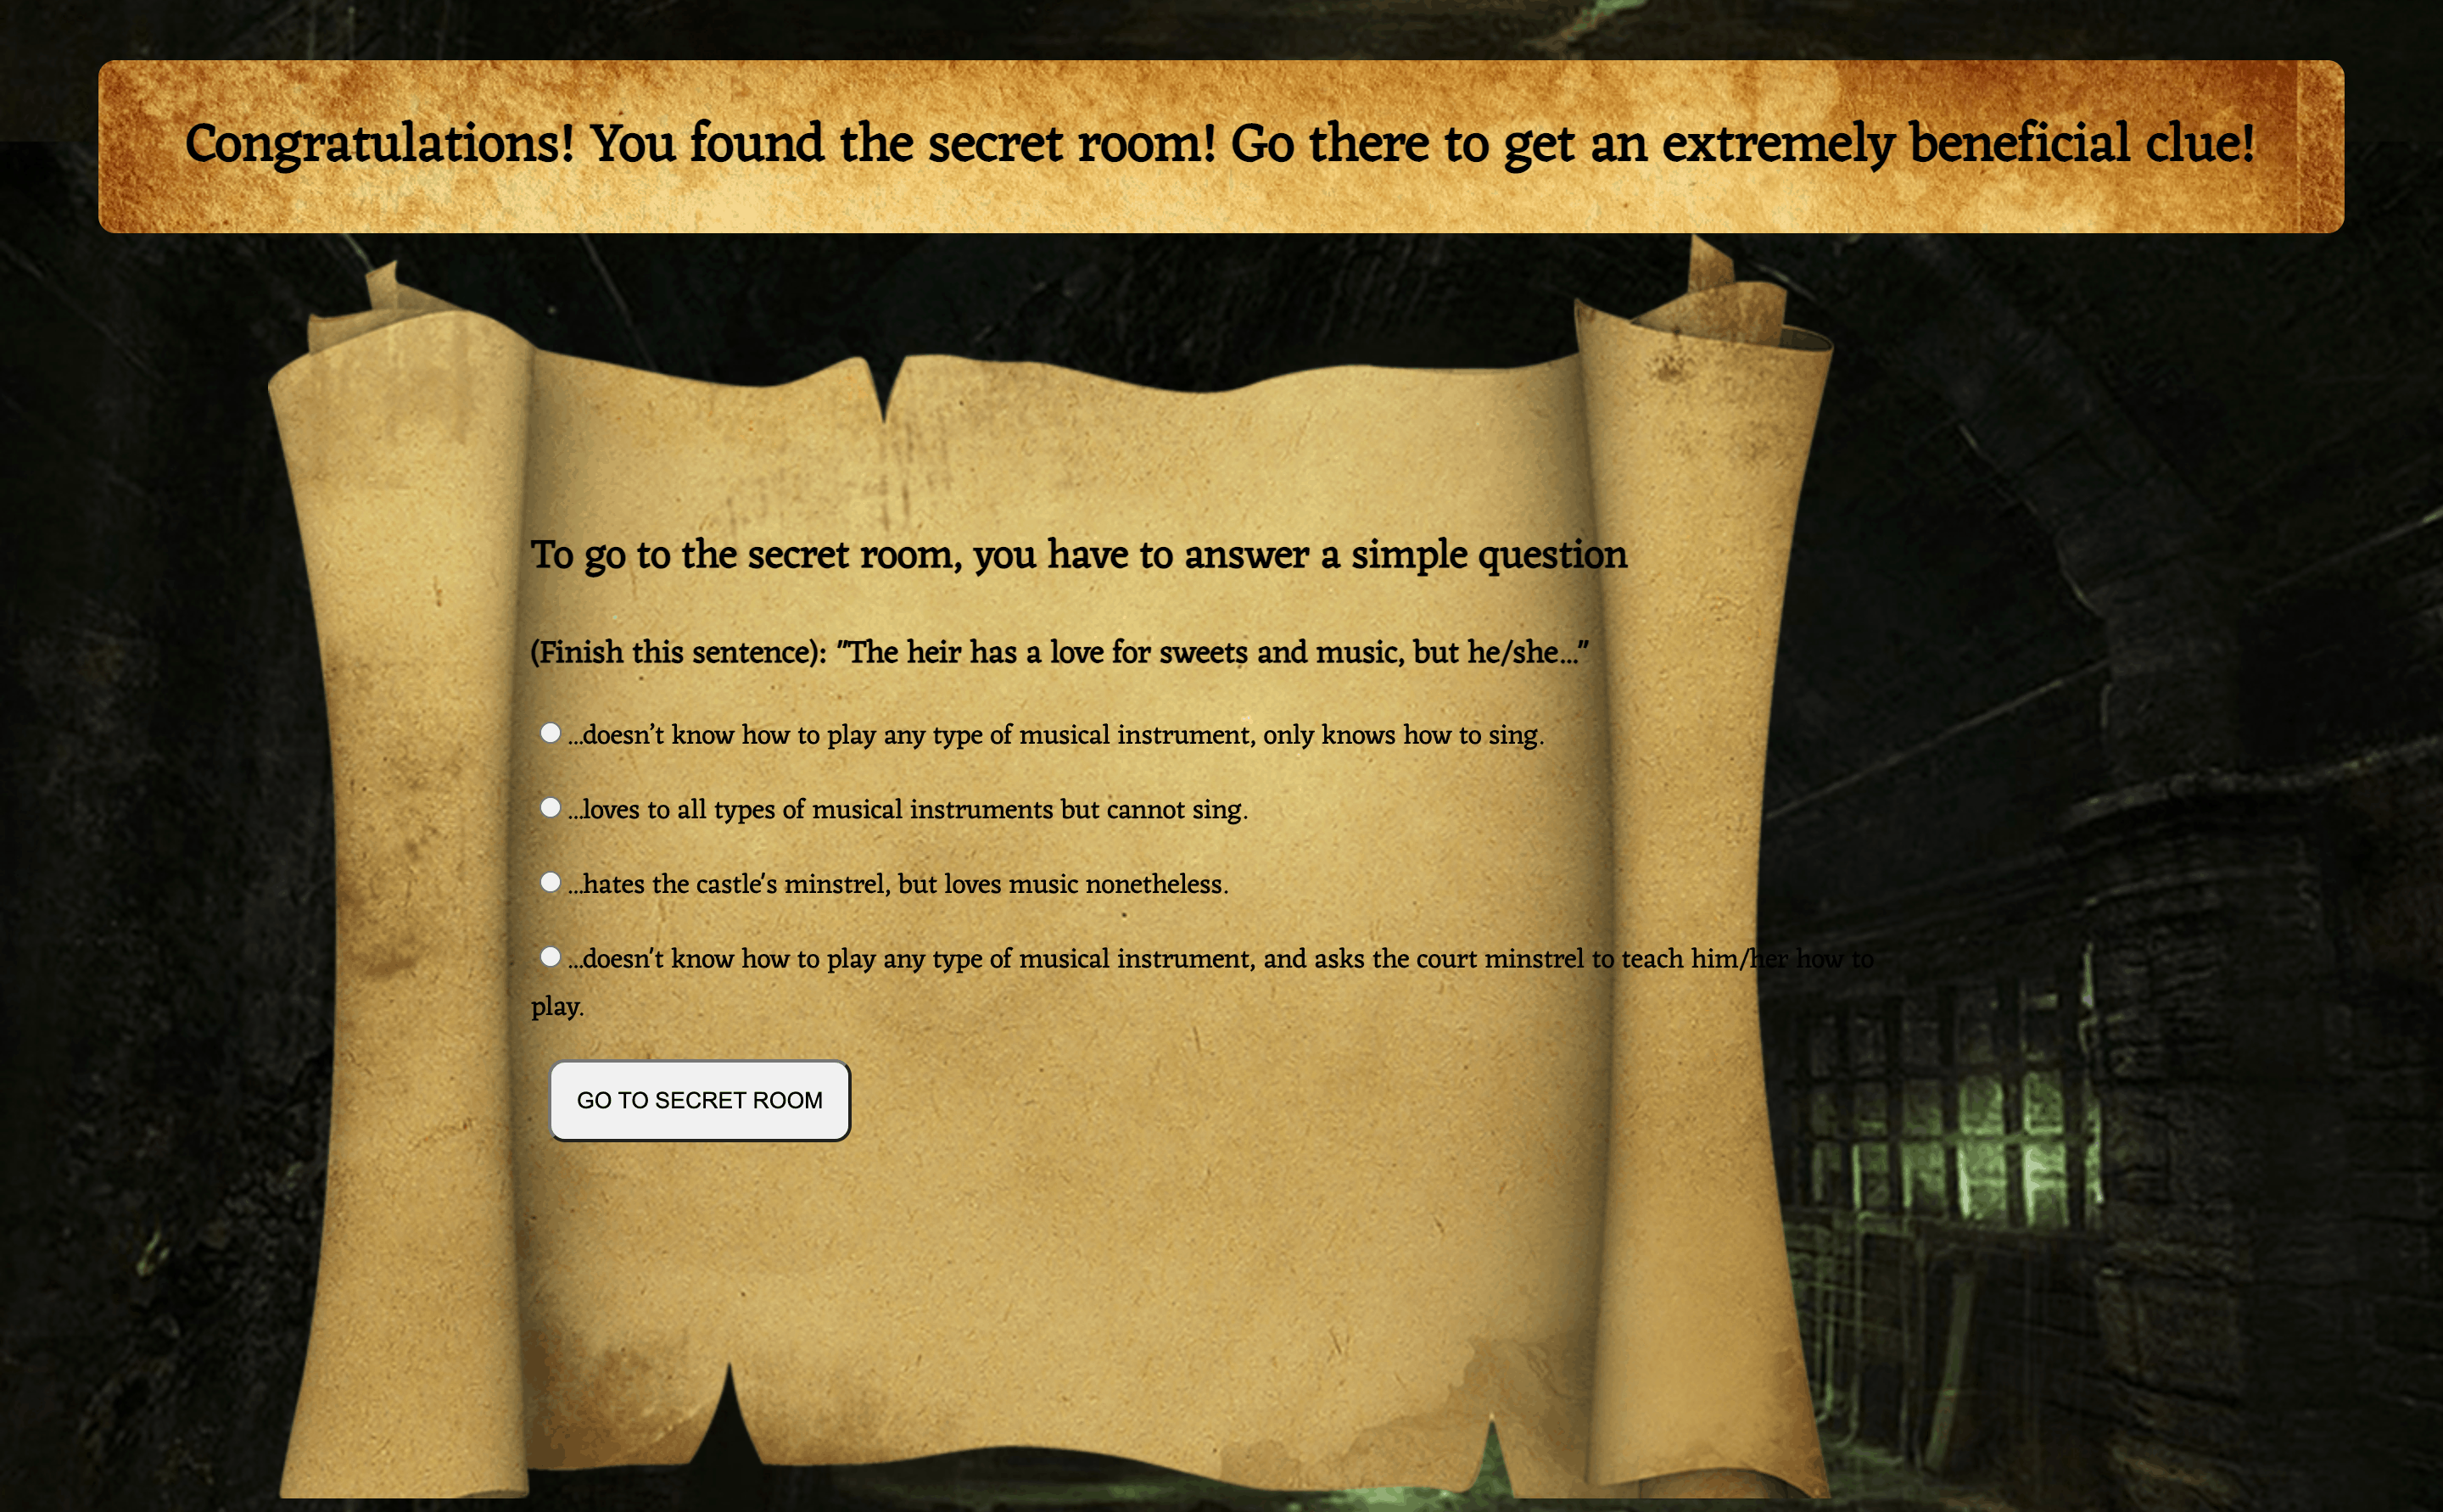 Congratulations! You found the secret room! Go there to get an extremely beneficial clue!
To go to the secret room, you have to answer a simple question
(Finish this sentence): "The heir has a love for sweets and music, but he/she..."
...doesn’t know how to play any type of musical instrument, only knows how to sing.
...loves to all types of musical instruments but cannot sing.
...hates the castle's minstrel, but loves music nonetheless.
...doesn't know how to play any type of musical instrument, and asks the court minstrel to teach him/her how to
play.
GO TO SECRET ROOM